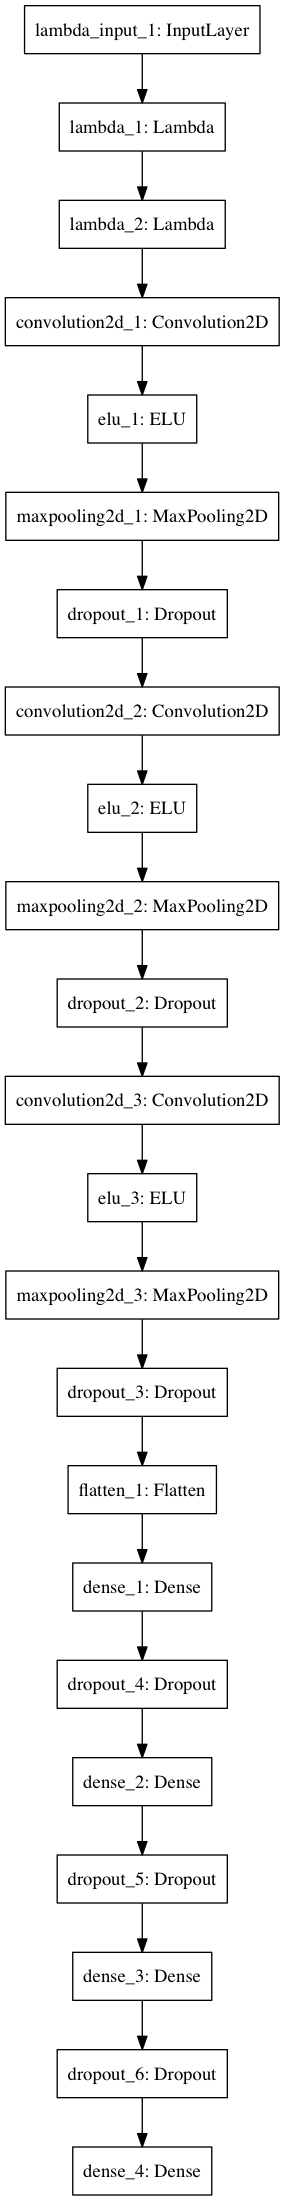 lambda_input_1: InputLayer
lambda_1: Lambda
lambda_2: Lambda
convolution2d_1: Convolution2D
elu_1: ELU
maxpooling2d_1: MaxPooling2D
dropout_1: Dropout
convolution2d_2: Convolution2D
elu_2: ELU
maxpooling2d_2: MaxPooling2D
dropout_2: Dropout
convolution2d_3: Convolution2D
elu_3: ELU
maxpooling2d_3: MaxPooling2D
dropout_3: Dropout
flatten_1: Flatten
dense_1: Dense
dropout_4: Dropout
dense_2: Dense
dropout_5: Dropout
dense_3: Dense
dropout_6: Dropout
dense_4: Dense